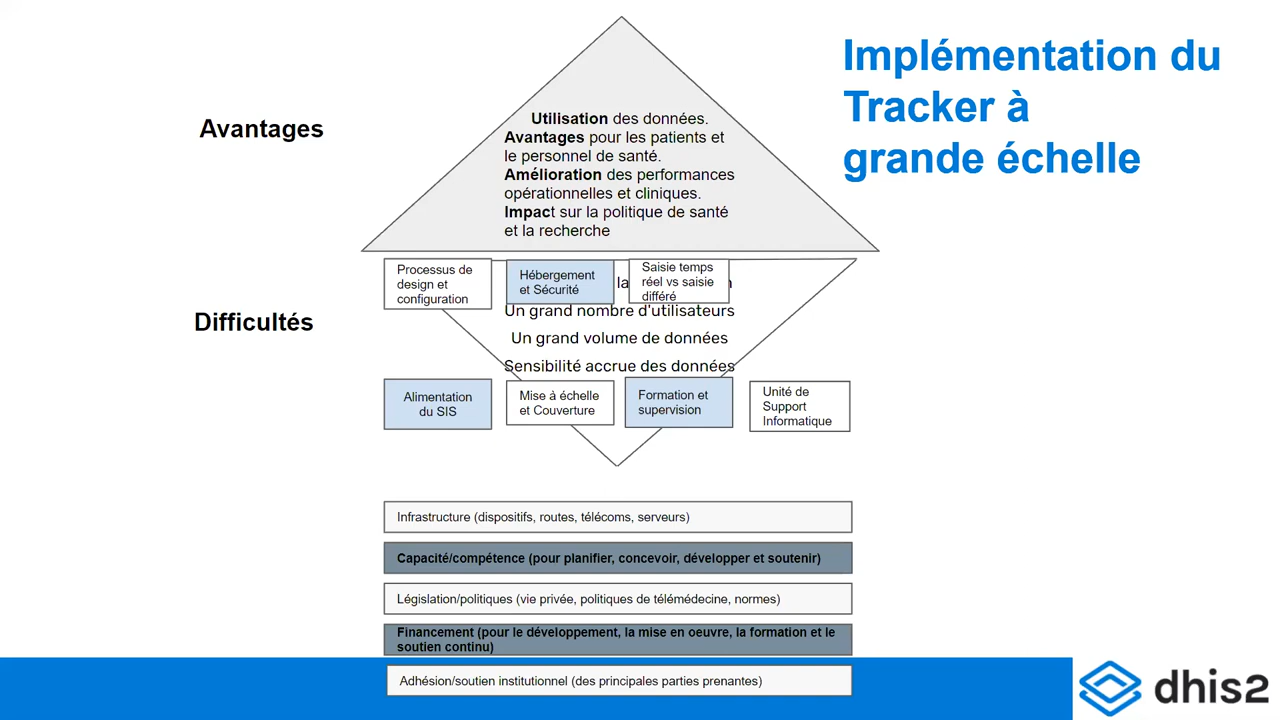 Implémentation du
Tracker à
grande échelle
Avantages
Utilisation des données.
Avantages pour les patients et
le personnel de santé.
Amélioration des performances
opérationnelles et cliniques.
Impact sur la politique de santé
et la recherche
Difficultés
Processus de
design et
configuration
Hébergement
et Sécurité
la
Saisie temps
réel vs saisie
différé
Un grand nombre d'utilisateurs
Un grand volume de données
Sensibilité accrue des données
Alimentation
du SIS
Mise à échelle
et Couverture
Formation et
supervision
Unité de
Support
Informatique
Infrastructure (dispositifs, routes, télécoms, serveurs)
Capacité/compétence (pour planifier, concevoir, développer et soutenir)
Législation/politiques (vie privée, politiques de télémédecine, normes)
Financement (pour le développement, la mise en oeuvre, la formation et le
soutien continu)
Adhésion/soutien institutionnel (des principales parties prenantes)
dhis2